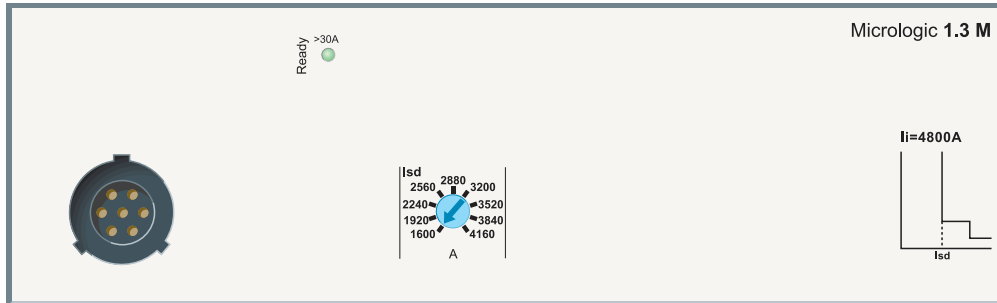 Micrologic 1.3 M
Ready
>30A
Ii=4800A
Isd
2880
2560
3200
2240
3520
1920
3840
1600
4160
A
Isd